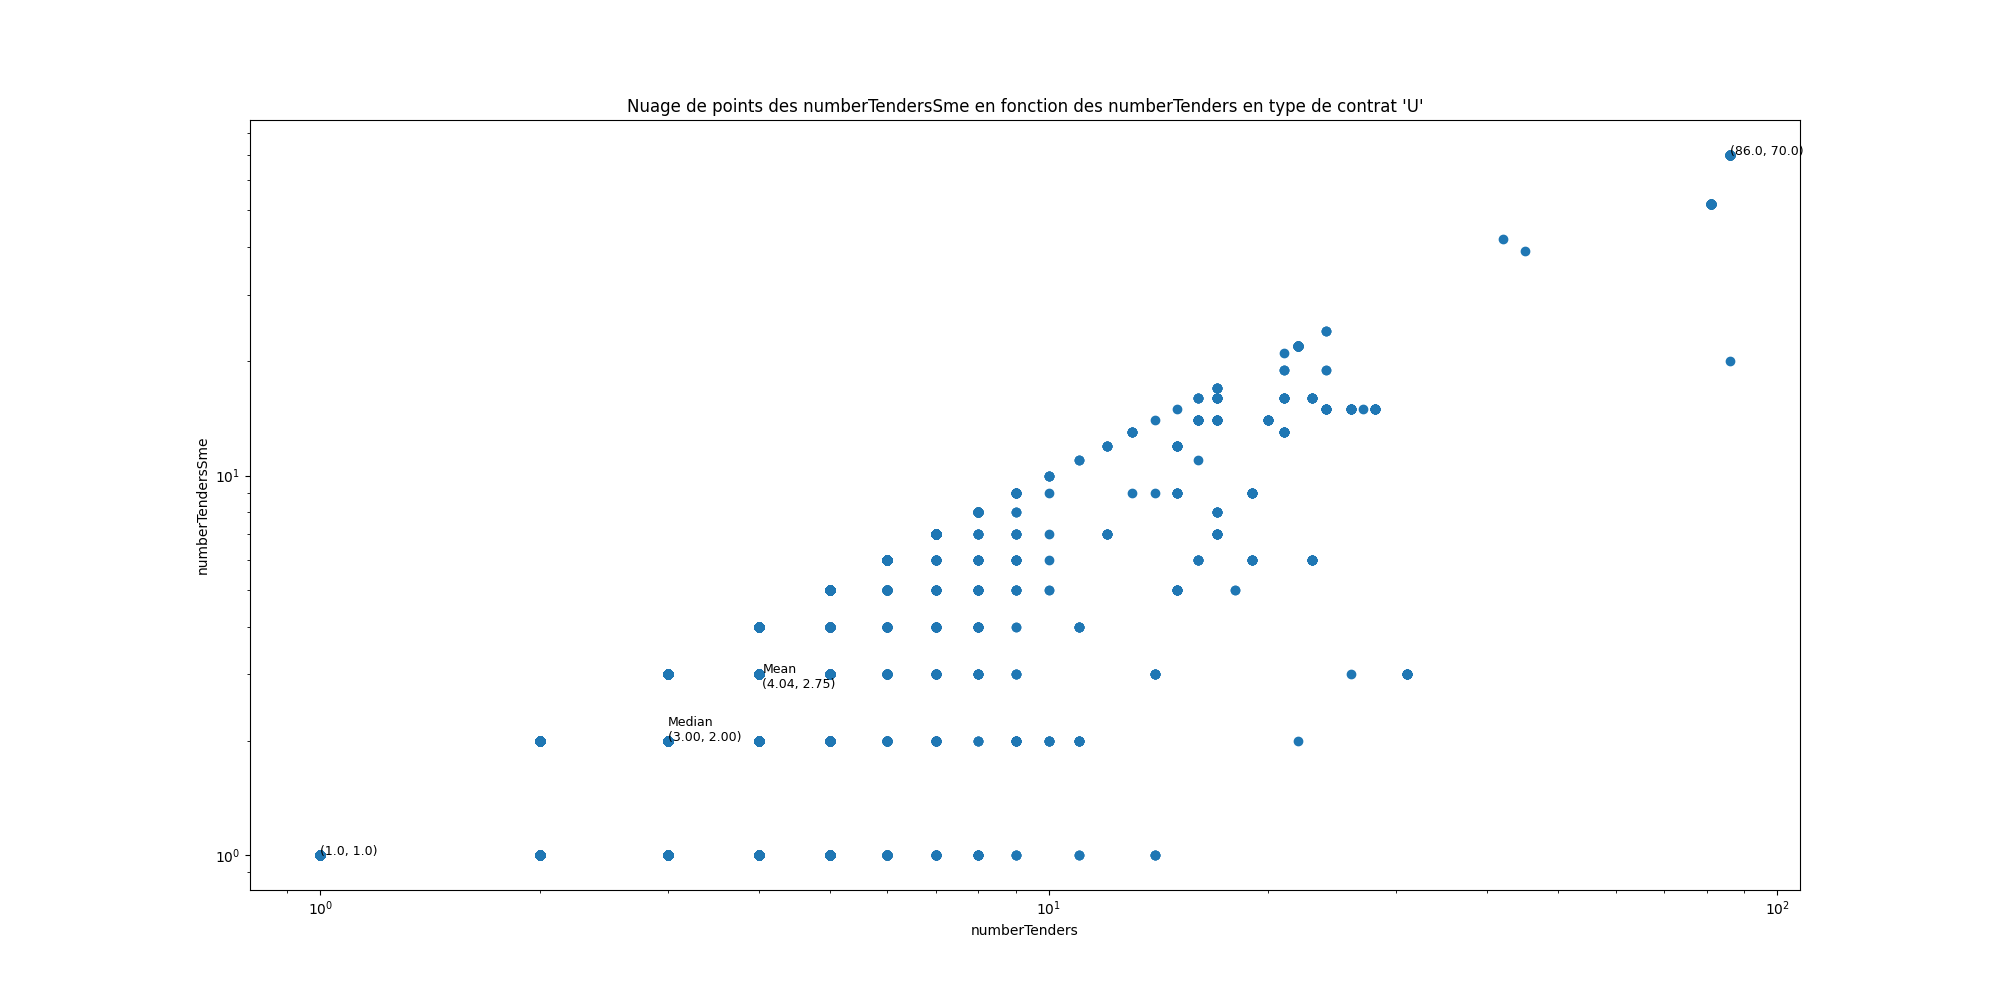 Nuage de points des numberTendersSme en fonction des numberTenders en type de contrat 'U'
(86.0, 70.0)
numberTendersSme
10¹
Mean
(4.04, 2.75)
Median
(3.00, 2.00)
10⁰
(1.0, 1.0)
10⁰
10¹
10²
numberTenders